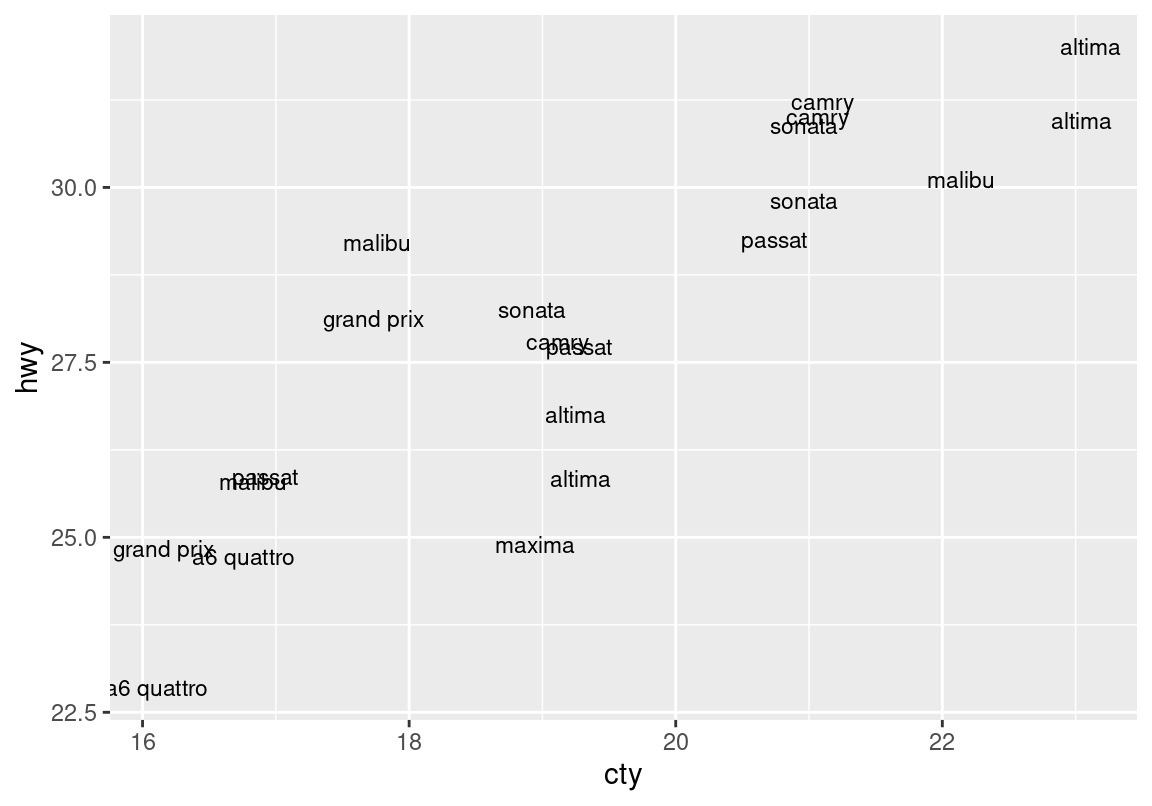 altima
camry
camry
sonata
altima
30.0
malibu
sonata
passat
malibu
sonata
grand prix
camry
passat
27.5
hwy
altima
passat
malibu
altima
25.0
grand prix
a6 quattro
maxima
a6 quattro
22.5
16 18 20 22
cty